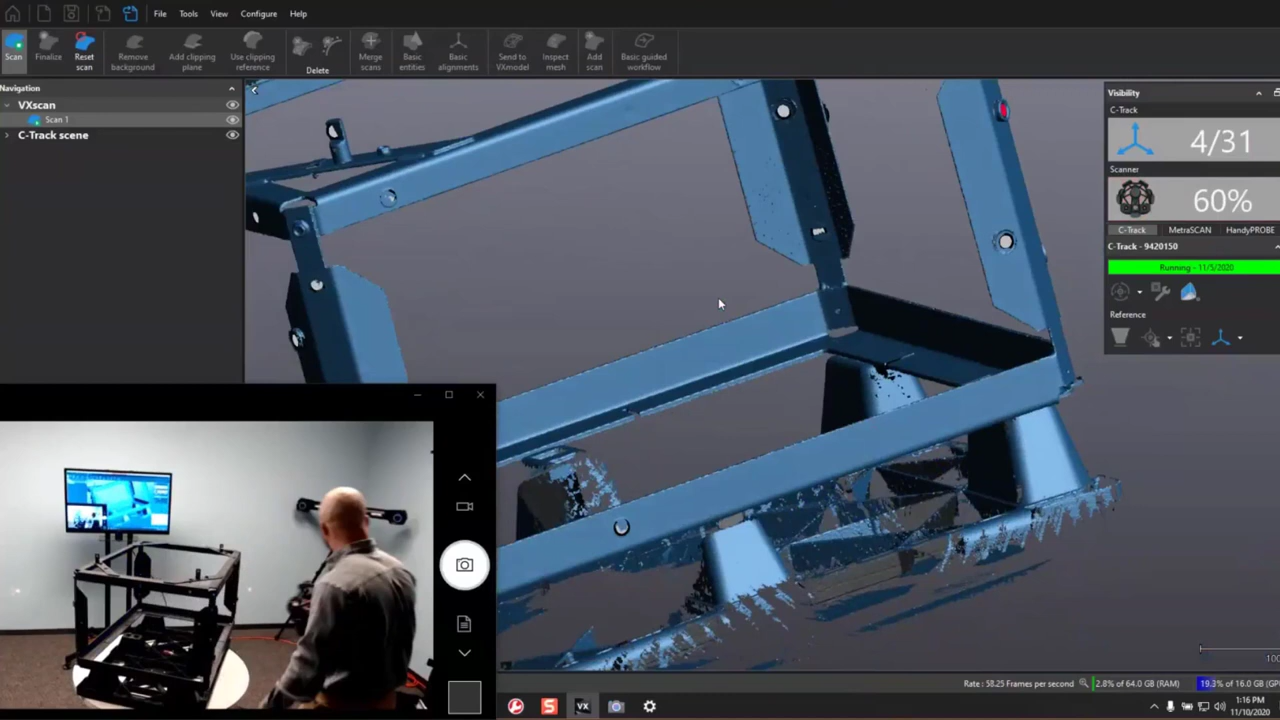 File Tools View Configure Help
Scan Finalize Reset scan Remove background Add clipping plane Use clipping reference Delete Merge scans Basic entities Basic alignments Send to VXmodel Inspect mesh Add scan Basic guided workflow
Navigation
VXscan
Scan 1
C-Track scene
Visibility
C-Track
4/31
Scanner
60%
C-Track MetraSCAN HandyPROBE
C-Track - 9420150
Running - 11/5/2020
Reference
100
Rate : 58.25 Frames per second 2.8% of 64.0 GB (RAM) 19.3% of 16.0 GB (GP
S VX
1:16 PM
11/10/2020